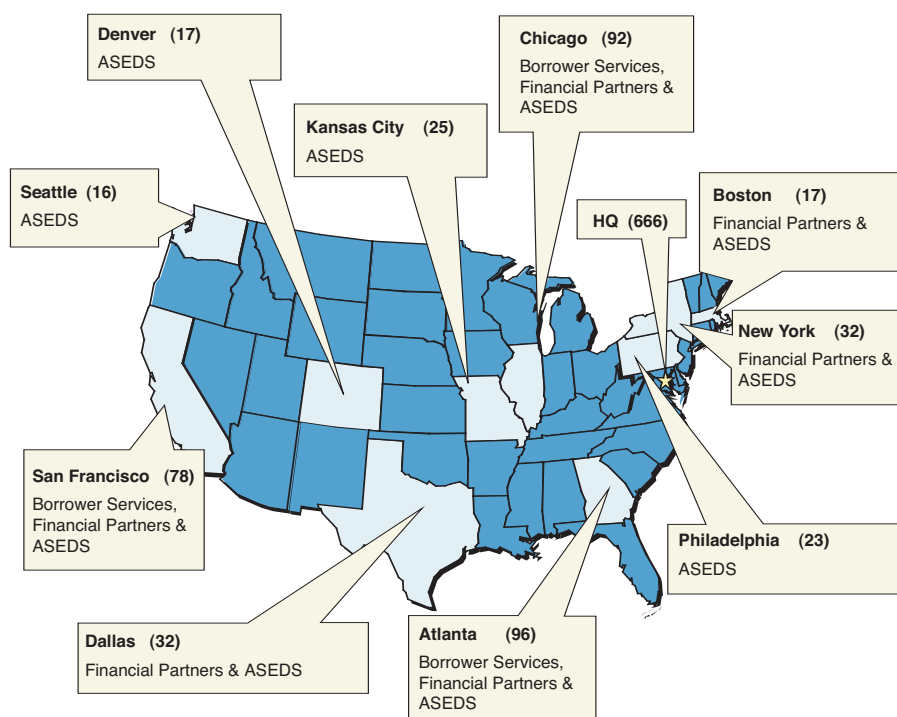 Denver (17)
ASEDS
Chicago (92)
Borrower Services,
Financial Partners &
ASEDS
Kansas City (25)
ASEDS
Seattle (16)
ASEDS
HQ (666)
Boston (17)
Financial Partners &
ASEDS
New York (32)
Financial Partners &
ASEDS
San Francisco (78)
Borrower Services,
Financial Partners &
ASEDS
Philadelphia (23)
ASEDS
Dallas (32)
Financial Partners & ASEDS
Atlanta (96)
Borrower Services,
Financial Partners &
ASEDS